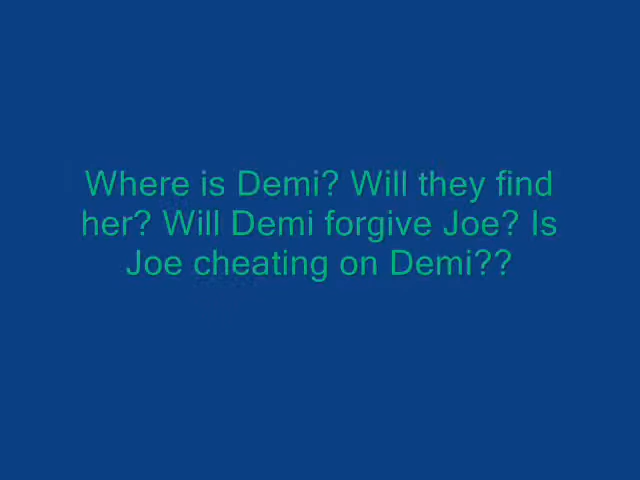 Where is Demi? Will they find
her? Will Demi forgive Joe? Is
Joe cheating on Demi??